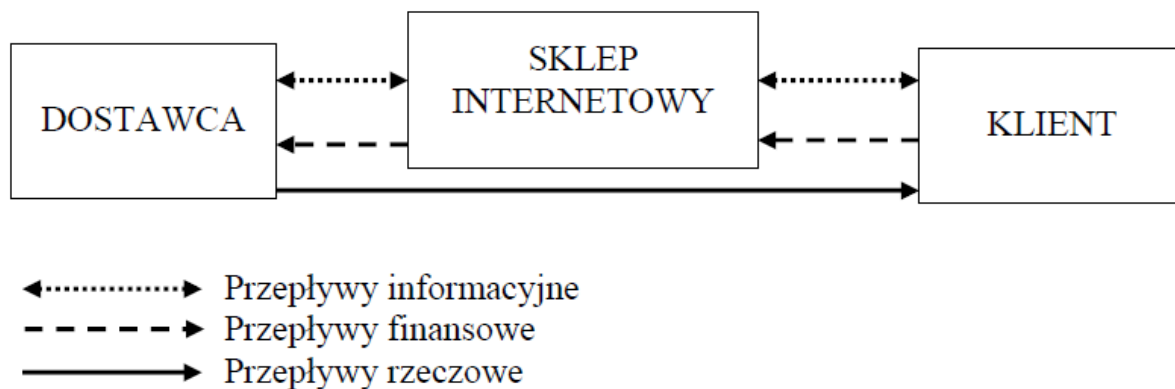 DOSTAWCA
SKLEP
INTERNETOWY
KLIENT
Przepływy informacyjne
Przepływy finansowe
Przepływy rzeczowe